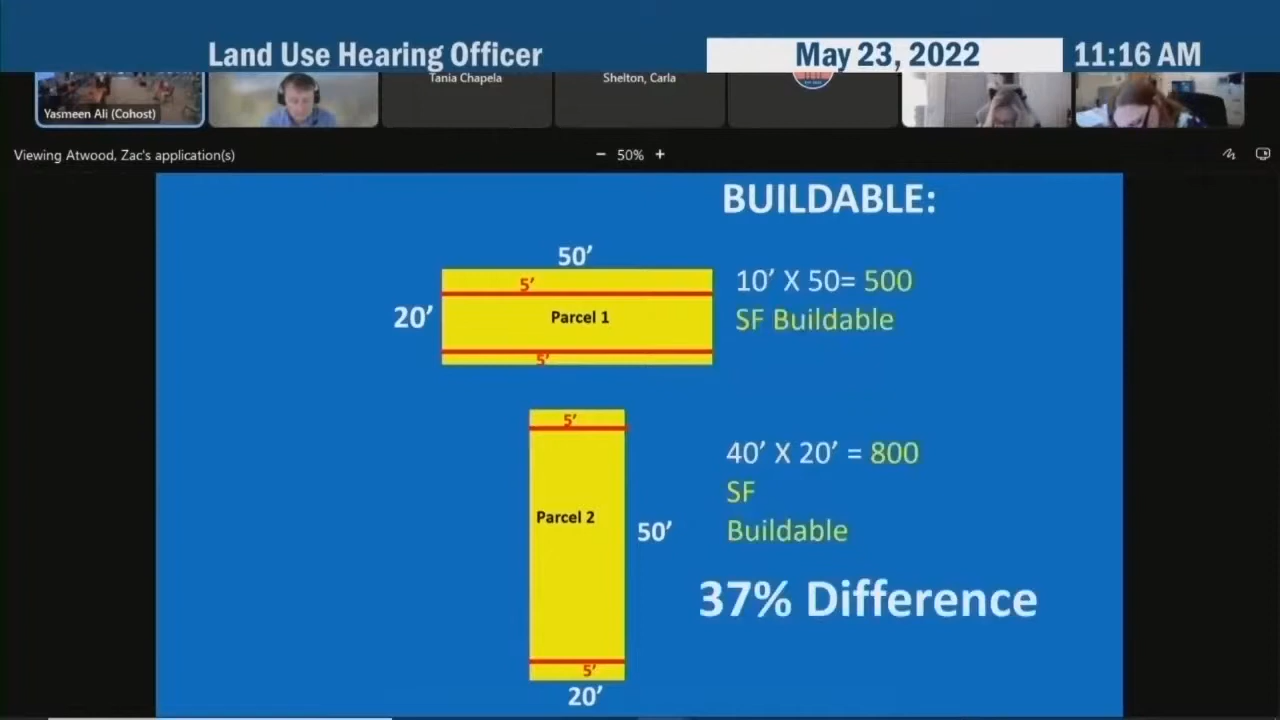 Land Use Hearing Officer
May 23, 2022
11:16 AM
Yasmeen Ali (Cohost)
Tania Chapela
Shelton, Carla
Viewing Atwood, Zac's application(s)
− 50% +
BUILDABLE:
50’
5’
20’
Parcel 1
5’
10’ X 50= 500
SF Buildable
5’
Parcel 2
50’
5’
20’
40’ X 20’ = 800
SF
Buildable
37% Difference